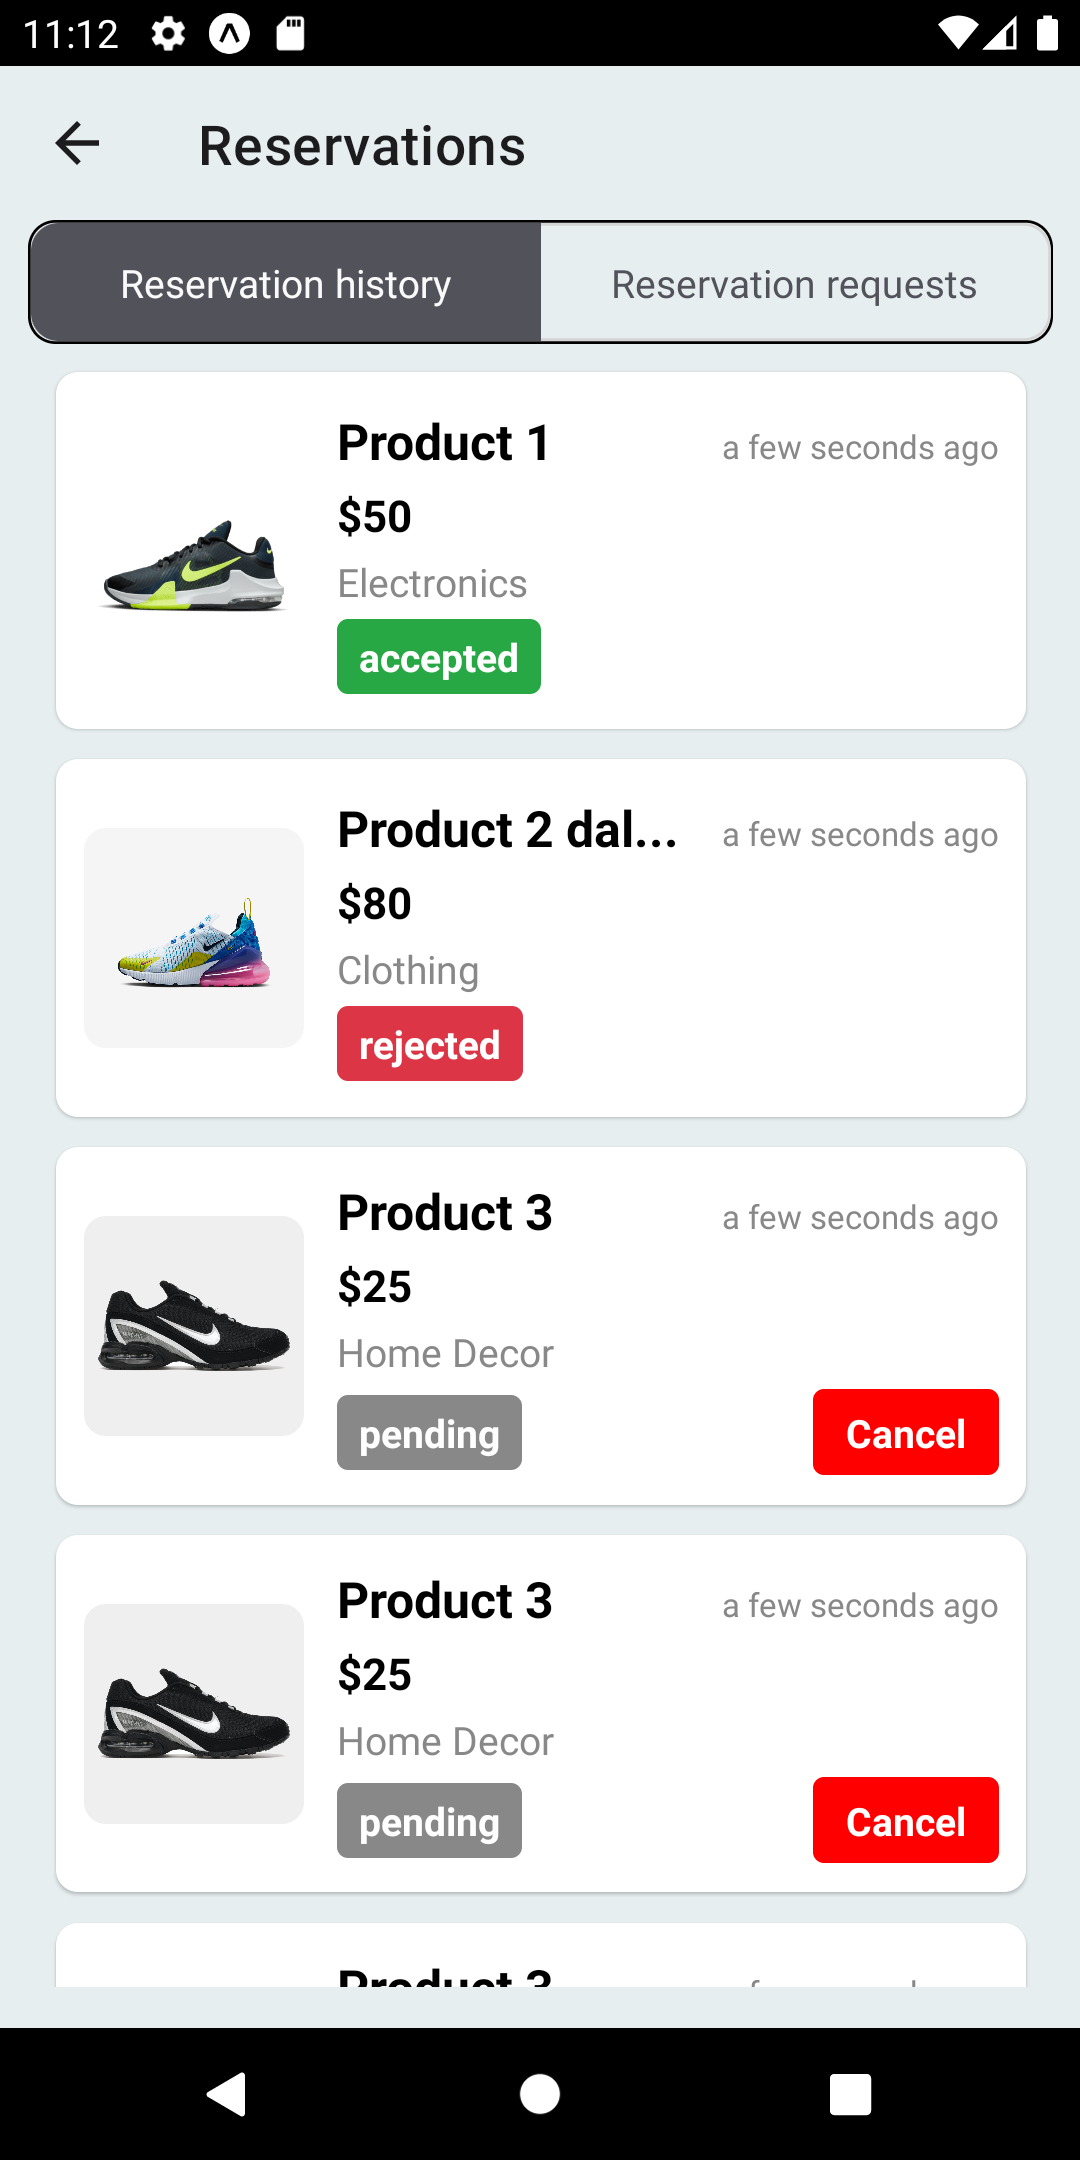 11:12
Reservations
Reservation history
Reservation requests
Product 1
a few seconds ago
$50
Electronics
accepted
Product 2 dal...
a few seconds ago
$80
Clothing
rejected
Product 3
a few seconds ago
$25
Home Decor
pending
Cancel
Product 3
a few seconds ago
$25
Home Decor
pending
Cancel
Product 3